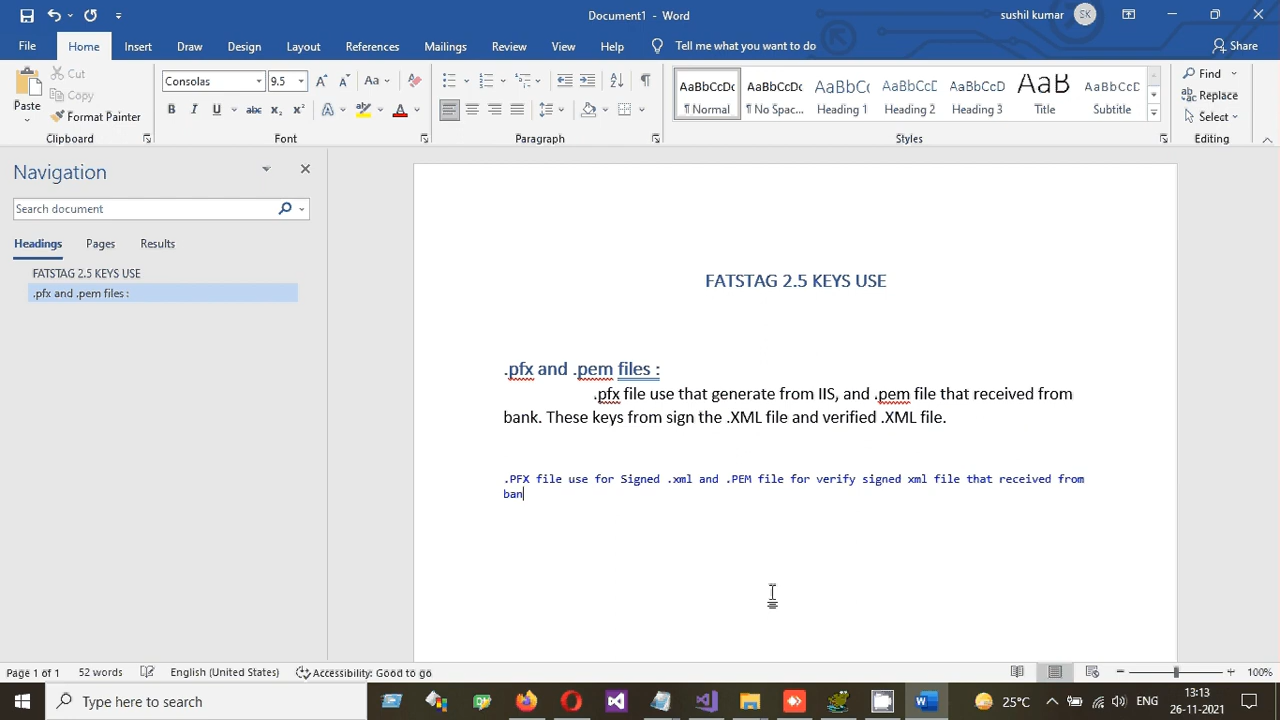 Document1 - Word
sushil kumar
SK
File
Home
Insert
Draw
Design
Layout
References
Mailings
Review
View
Help
Tell me what you want to do
Share
Paste
Cut
Copy
Format Painter
Clipboard
Consolas
9.5
Font
Paragraph
AaBbCcDc
¶ Normal
AaBbCcDc
¶ No Spac...
AaBbCc
Heading 1
AaBbCcD
Heading 2
AaBbCcD
Heading 3
AaB
Title
AaBbCcD
Subtitle
Styles
Find
Replace
Select
Editing
Navigation
Search document
Headings
Pages
Results
FATSTAG 2.5 KEYS USE
.pfx and .pem files :
FATSTAG 2.5 KEYS USE
.pfx and .pem files :
.pfx file use that generate from IIS, and .pem file that received from
bank. These keys from sign the .XML file and verified .XML file.
.PFX file use for Signed .xml and .PEM file for verify signed xml file that received from
ban
Page 1 of 1
52 words
English (United States)
Accessibility: Good to go
100%
Type here to search
25°C
ENG
13:13
26-11-2021